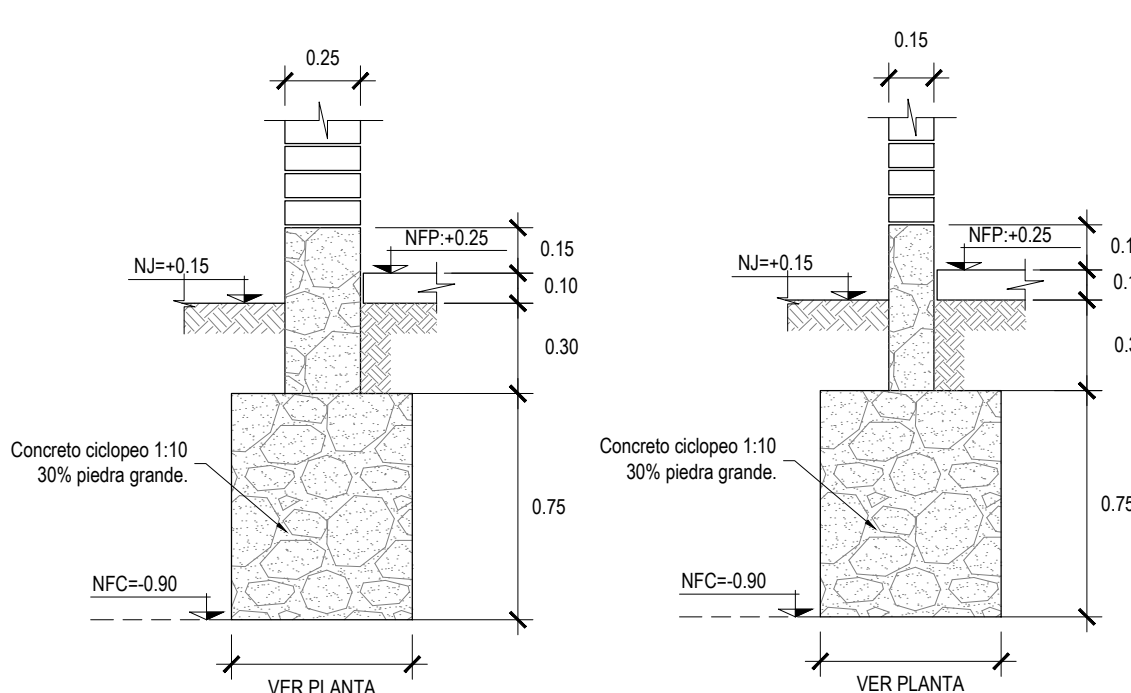 0.25
NFP:+0.25
NJ=+0.15
0.15
0.10
0.30
Concreto ciclopeo 1:10
30% piedra grande.
0.75
NFC=-0.90
VER PLANTA
0.15
NFP:+0.25
NJ=+0.15
Concreto ciclopeo 1:10
30% piedra grande.
0.75
NFC=-0.90
VER PLANTA